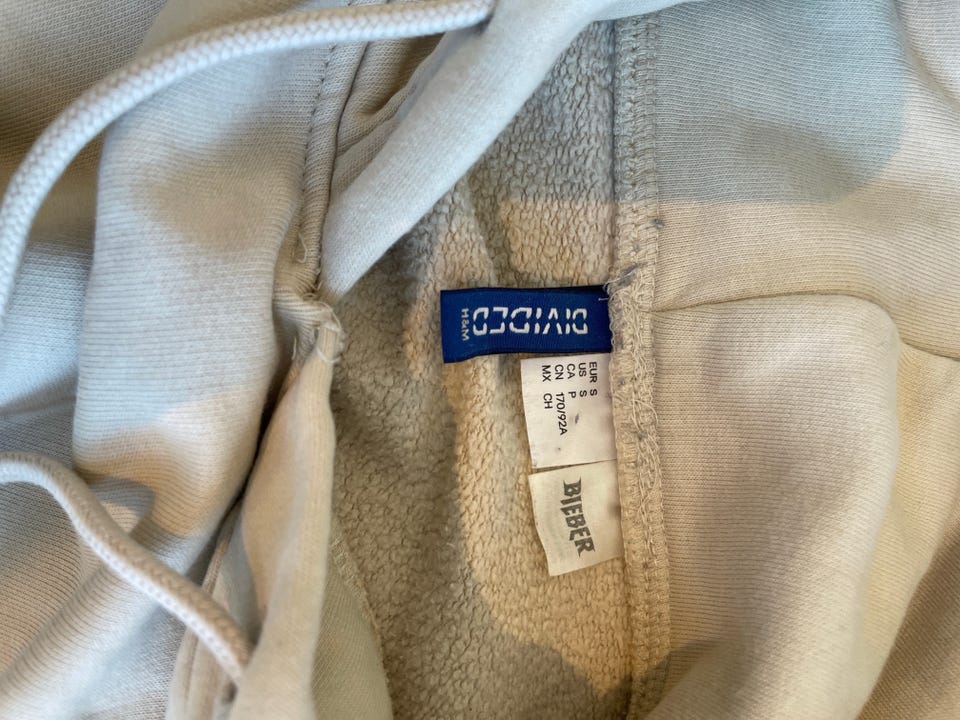 DIVIDED
H&M
EUR S
US S
CA P
CN 170/92A
MX CH
BIEBER